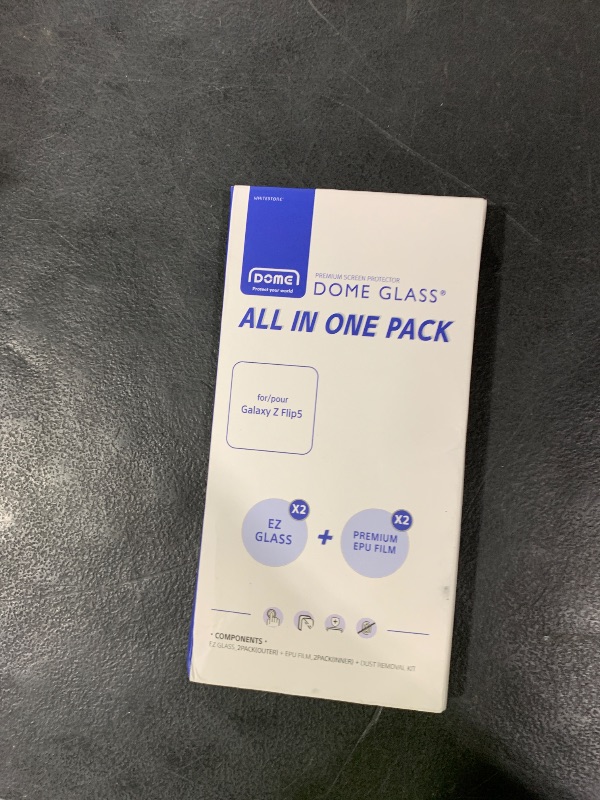 WHITESTONE
DOME
Protect your world
PREMIUM SCREEN PROTECTOR
DOME GLASS®
ALL IN ONE PACK
for/pour
Galaxy Z Flip5
EZ
GLASS
X2
+
PREMIUM
EPU FILM
X2
• COMPONENTS •
EZ GLASS, 2PACK(OUTER) + EPU FILM, 2PACK(INNER) + DUST REMOVAL KIT